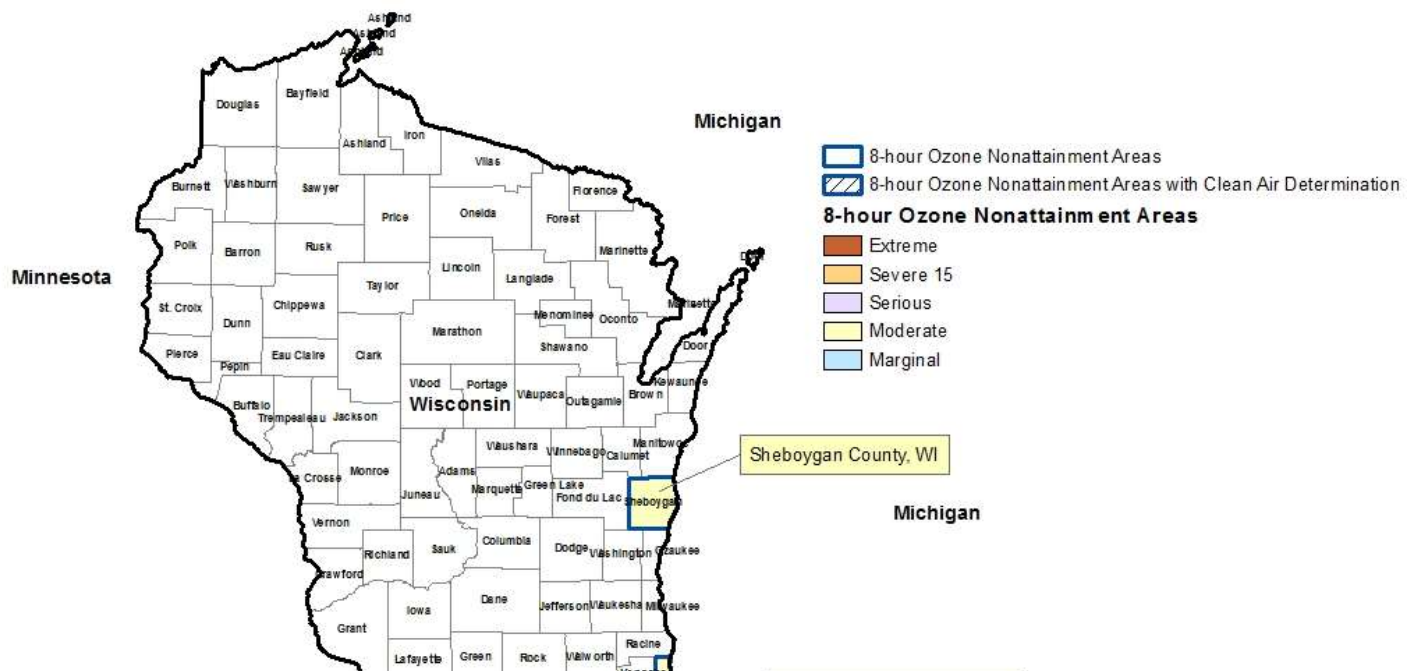 Ashland
Ashland
Ashland
Bayfield
Douglas
Michigan
Iron
Ashland
8-hour Ozone Nonattainment Areas
Vilas
8-hour Ozone Nonattainment Areas with Clean Air Determination
Burnett
Washburn
Sawyer
Florence
8-hour Ozone Nonattainment Areas
Price
Oneida
Forest
Extreme
Polk
Barron
Rusk
Marinette
Door
Severe 15
Minnesota
Lincoln
Langlade
Taylor
Serious
St. Croix
Chippewa
Marinette
Dunn
Menominee
Oconto
Marathon
Moderate
Pierce
Eau Claire
Clark
Shawano
Door
Marginal
Pepin
Wood
Portage
Kewaunee
Buffalo
Wisconsin
Waupaca
Outagamie
Brown
Trempealeau
Jackson
Waushara
Winnebago
Manitowoc
Calumet
Sheboygan County, WI
La Crosse
Monroe
Adams
Marquette
Green Lake
Juneau
Fond du Lac
Sheboygan
Michigan
Vernon
Richland
Sauk
Columbia
Dodge
Washington
Ozaukee
Crawford
Iowa
Dane
Jefferson
Waukesha
Milwaukee
Grant
Racine
Lafayette
Green
Rock
Walworth